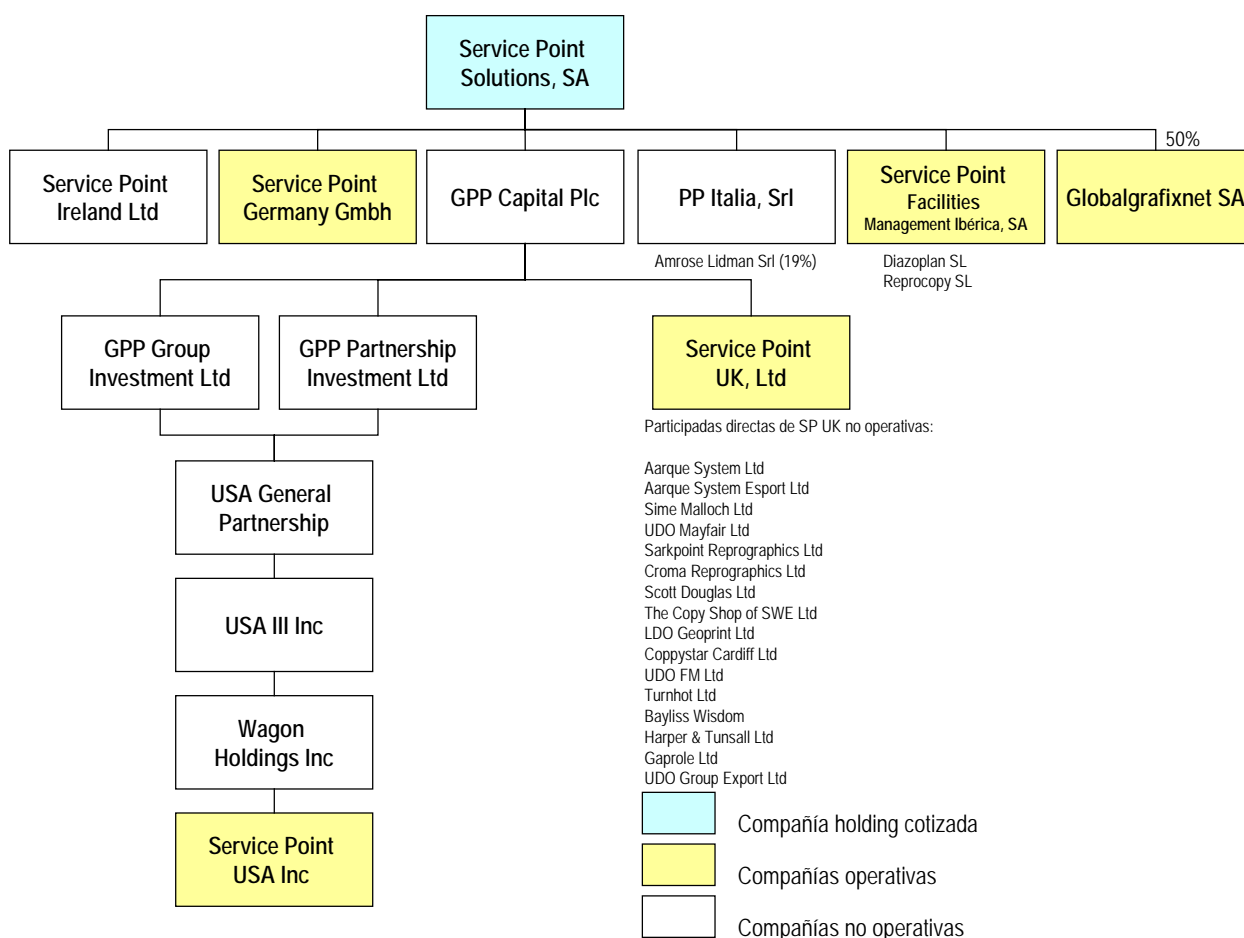 Service Point
Solutions, SA
50%
Service Point
Ireland Ltd
Service Point
Germany Gmbh
GPP Capital Plc
PP Italia, Srl
Service Point
Facilities
Management Ibérica, SA
Globalgrafixnet SA
Amrose Lidman Srl (19%)
Diazoplan SL
Reprocopy SL
GPP Group
Investment Ltd
GPP Partnership
Investment Ltd
Service Point
UK, Ltd
Participadas directas de SP UK no operativas:
Aarque System Ltd
Aarque System Esport Ltd
Sime Malloch Ltd
UDO Mayfair Ltd
Sarkpoint Reprographics Ltd
Croma Reprographics Ltd
Scott Douglas Ltd
The Copy Shop of SWE Ltd
LDO Geoprint Ltd
Coppystar Cardiff Ltd
UDO FM Ltd
Turnhot Ltd
Bayliss Wisdom
Harper & Tunsall Ltd
Gaprole Ltd
UDO Group Export Ltd
USA General
Partnership
USA III Inc
Wagon
Holdings Inc
Service Point
USA Inc
Compañía holding cotizada
Compañías operativas
Compañías no operativas